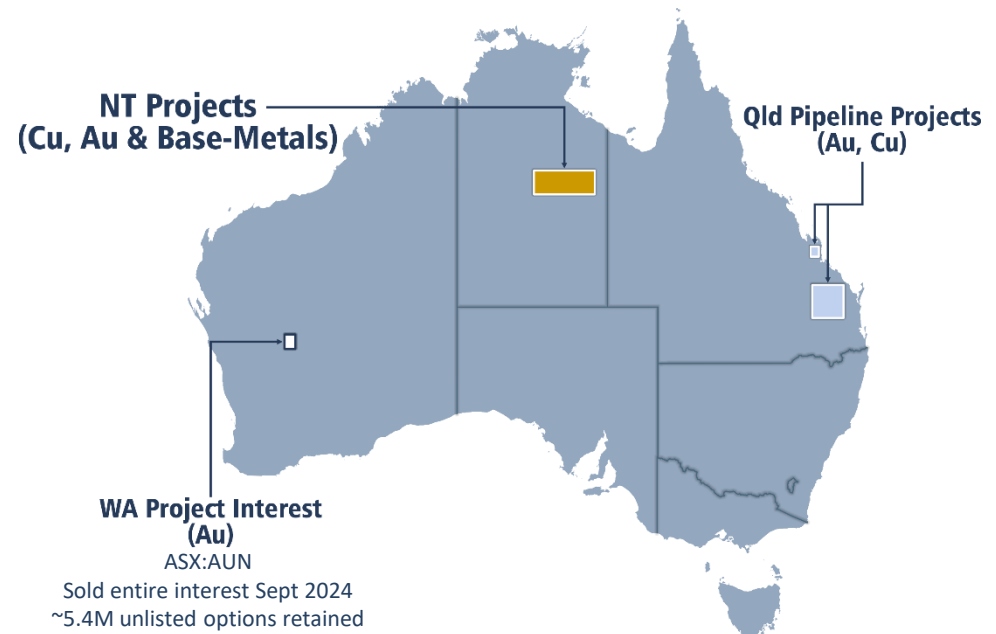 NT Projects
(Cu, Au & Base-Metals)
Qld Pipeline Projects
(Au, Cu)
WA Project Interest
(Au)
ASX:AUN
Sold entire interest Sept 2024
~5.4M unlisted options retained